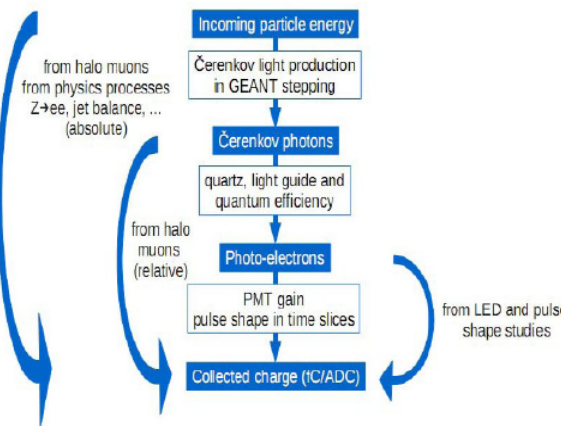 Incoming particle energy
from halo muons
from physics processes
Z→ee, jet balance, ...
(absolute)
Čerenkov light production
in GEANT stepping
Čerenkov photons
quartz, light guide and
quantum efficiency
from halo
muons
(relative)
Photo-electrons
PMT gain
pulse shape in time slices
from LED and pulse
shape studies
Collected charge (fC/ADC)